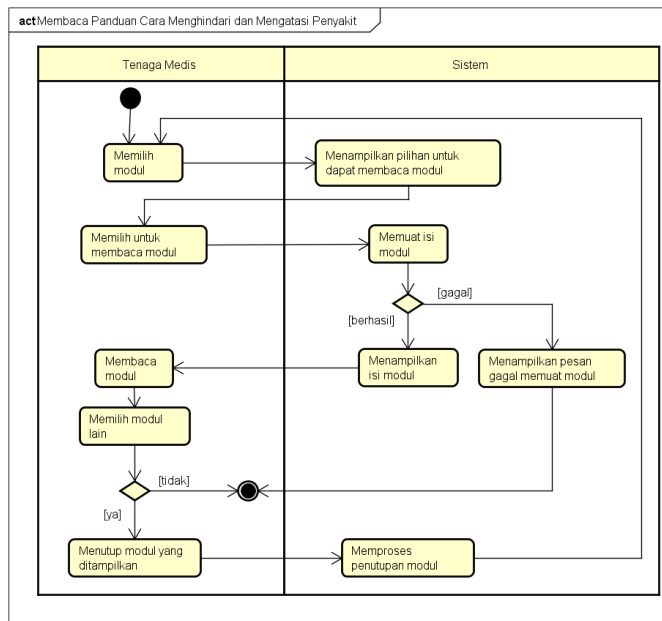 act Membaca Panduan Cara Menghindari dan Mengatasi Penyakit
Tenaga Medis
Sistem
Memilih
modul
Menampilkan pilihan untuk
dapat membaca modul
Memilih untuk
membaca modul
Memuat isi
modul
[gagal]
[berhasil]
Membaca
modul
Menampilkan
isi modul
Menampilkan pesan
gagal memuat modul
Memilih modul
lain
[tidak]
[ya]
Menutup modul yang
ditampilkan
Memproses
penutupan modul